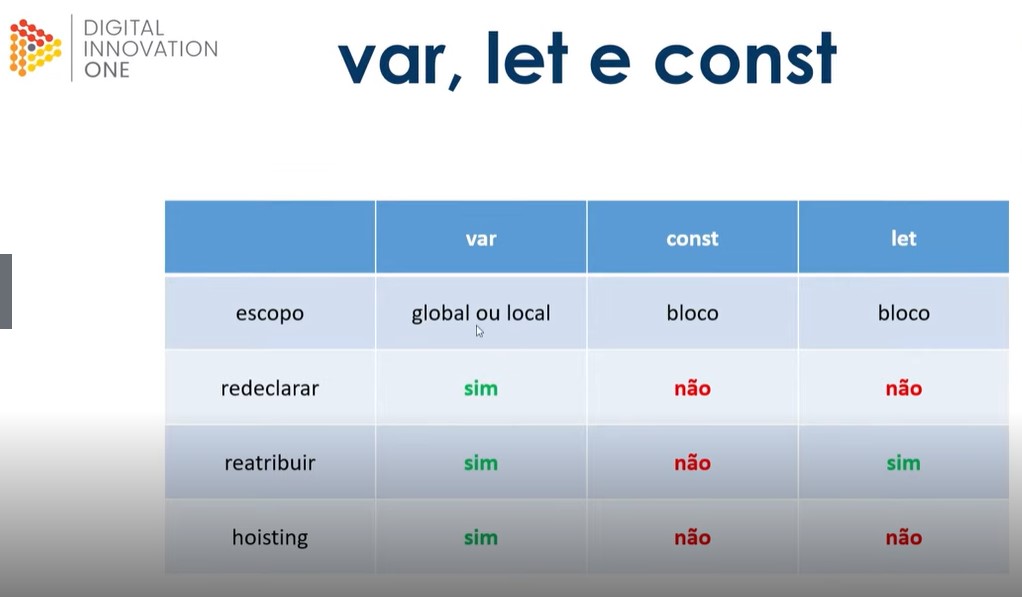 DIGITAL
INNOVATION
ONE
var, let e const
var const let
escopo global ou local bloco bloco
redeclarar sim não não
reatribuir sim não sim
hoisting sim não não